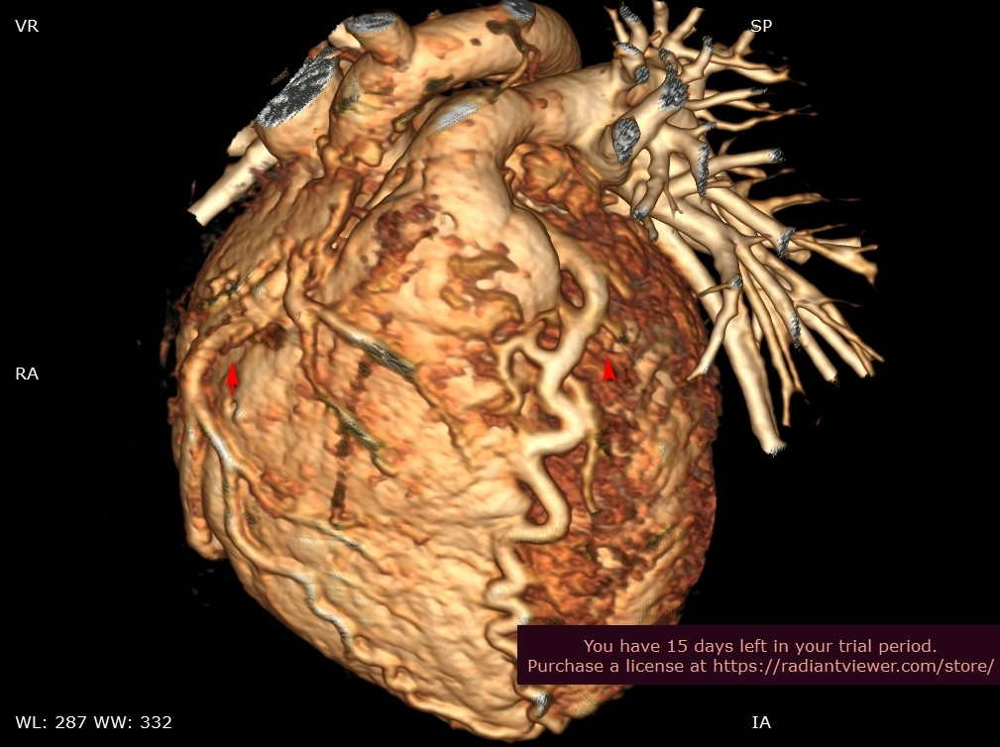 VR
SP
RA
You have 15 days left in your trial period.
Purchase a license at https://radiantviewer.com/store/
WL: 287 WW: 332
IA